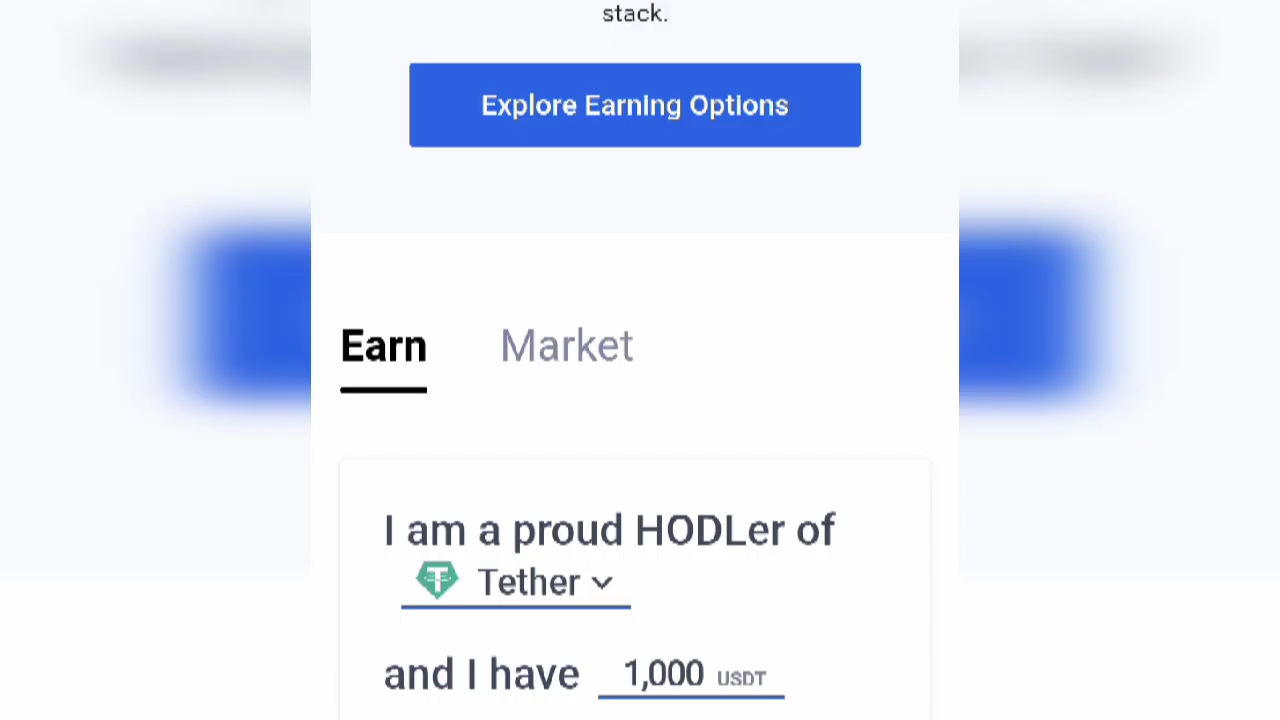 stack.
Explore Earning Options
Earn Market
I am a proud HODLer of
Tether
and I have 1,000 USDT